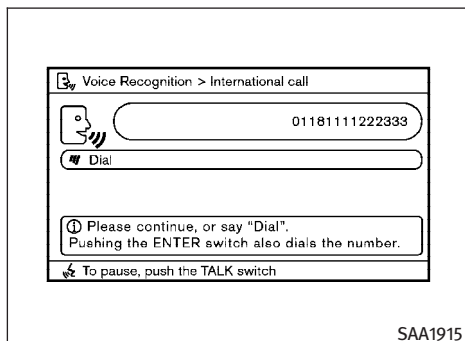 Voice Recognition > International call
01181111222333
Dial
Please continue, or say “Dial”.
Pushing the ENTER switch also dials the number.
To pause, push the TALK switch
SAA1915